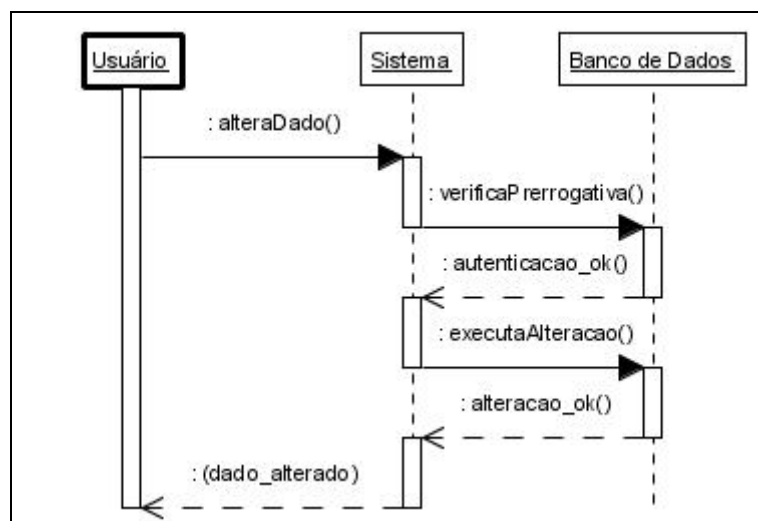 Usuário
Sistema
Banco de Dados
: alteraDado()
: verificaPrerrogativa()
: autenticacao_ok()
: executaAlteracao()
: alteracao_ok()
: (dado_alterado)